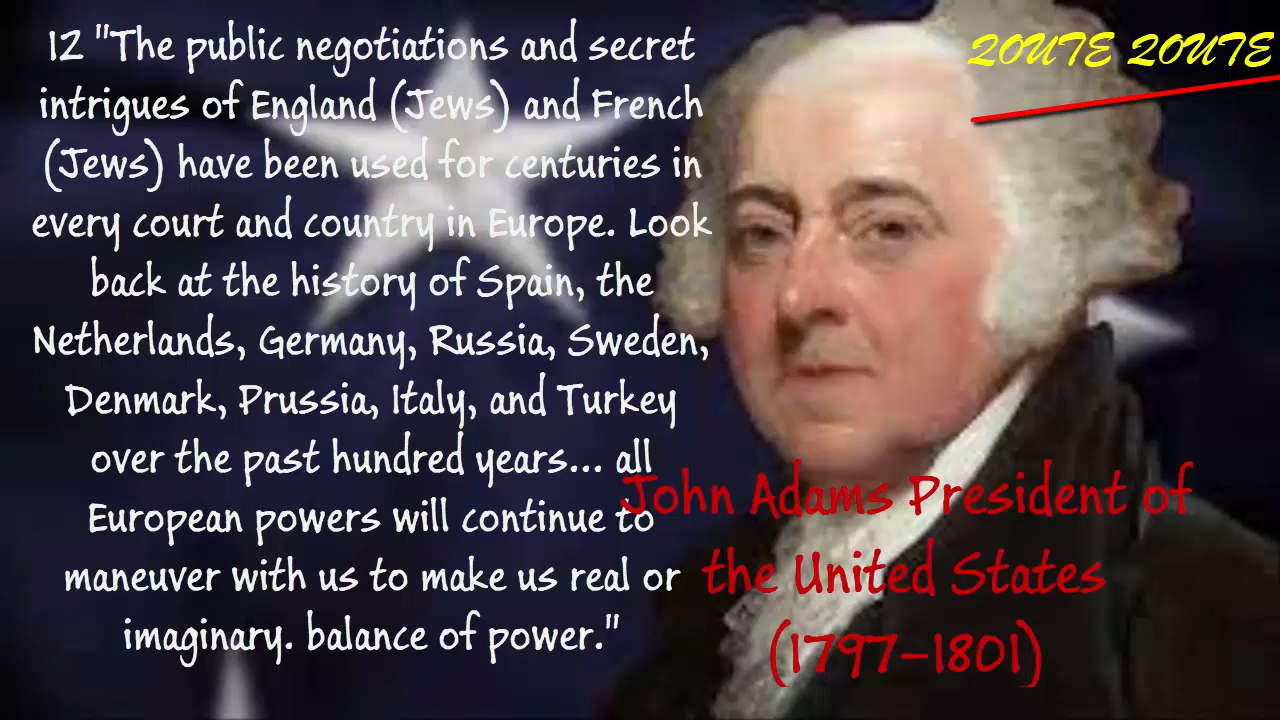 12 "The public negotiations and secret
intrigues of England (Jews) and French
(Jews) have been used for centuries in
every court and country in Europe. Look
back at the history of Spain, the
Netherlands, Germany, Russia, Sweden,
Denmark, Prussia, Italy, and Turkey
over the past hundred years... all
European powers will continue to
maneuver with us to make us real or
imaginary. balance of power."
2OUTE 2OUTE
John Adams President of
the United States
(1797-1801)